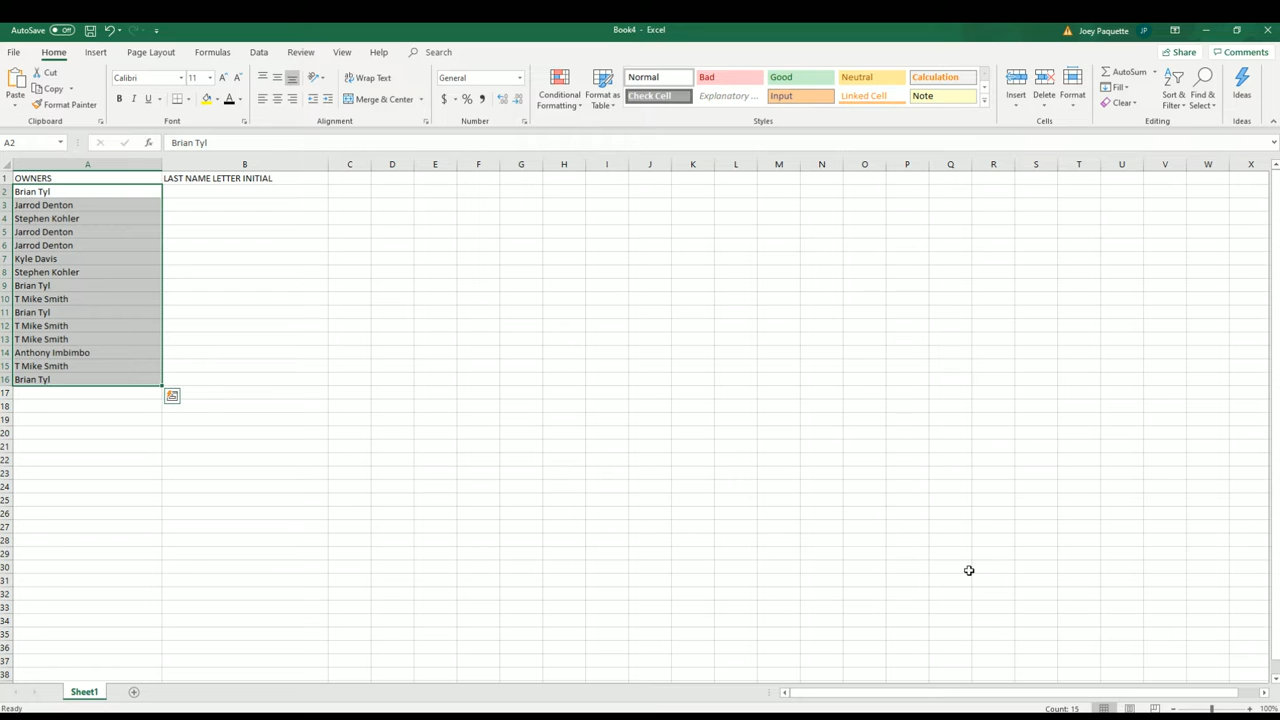 AutoSave Off
Book4 - Excel
Joey Paquette JP
File Home Insert Page Layout Formulas Data Review View Help Search
Share Comments
Paste
Cut
Copy
Format Painter
Clipboard
Calibri 11
B I U
Font
Wrap Text
Merge & Center
Alignment
General
$ % 
Number
Conditional Formatting
Format as Table
Normal Bad Good Neutral Calculation
Check Cell Explanatory ... Input Linked Cell Note
Styles
Insert Delete Format
Cells
AutoSum
Fill
Clear
Sort & Filter
Find & Select
Editing
Ideas
Ideas
A2 fx Brian Tyl
A B C D E F G H I J K L M N O P Q R S T U V W X
1 OWNERS LAST NAME LETTER INITIAL
2 Brian Tyl
3 Jarrod Denton
4 Stephen Kohler
5 Jarrod Denton
6 Jarrod Denton
7 Kyle Davis
8 Stephen Kohler
9 Brian Tyl
10 T Mike Smith
11 Brian Tyl
12 T Mike Smith
13 T Mike Smith
14 Anthony Imbimbo
15 T Mike Smith
16 Brian Tyl
17
18
19
20
21
22
23
24
25
26
27
28
29
30
31
32
33
34
35
36
37
38
Sheet1
Ready
Count: 15
100%